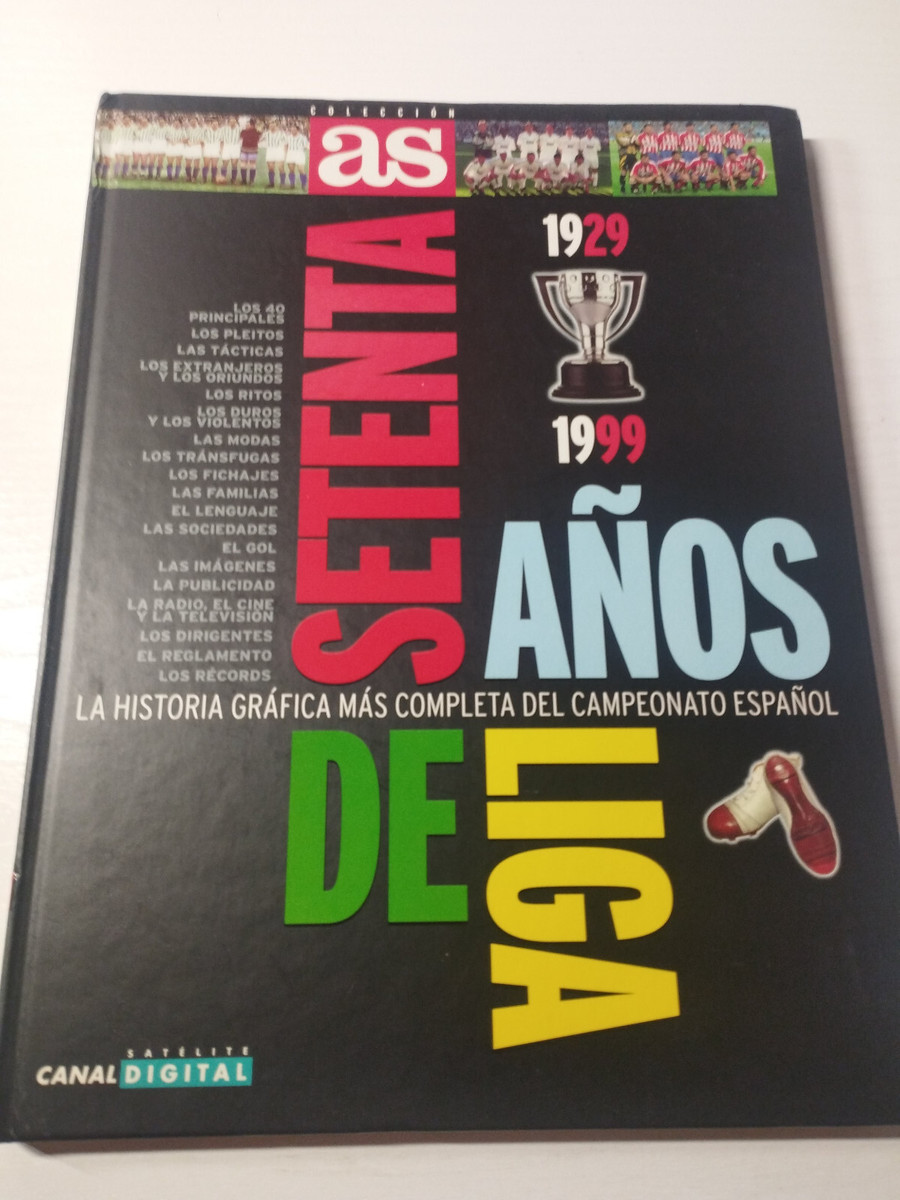 COLECCIÓN
as
1929
1999
LOS 40
PRINCIPALES
LOS PLEITOS
LAS TÁCTICAS
LOS EXTRANJEROS
Y LOS ORIUNDOS
LOS RITOS
LOS DUROS
Y LOS VIOLENTOS
LAS MODAS
LOS TRÁNSFUGAS
LOS FICHAJES
LAS FAMILIAS
EL LENGUAJE
LAS SOCIEDADES
EL GOL
LAS IMÁGENES
LA PUBLICIDAD
LA RADIO, EL CINE
Y LA TELEVISIÓN
LOS DIRIGENTES
EL REGLAMENTO
LOS RÉCORDS
SETENTA
AÑOS
LA HISTORIA GRÁFICA MÁS COMPLETA DEL CAMPEONATO ESPAÑOL
DE
LIGA
SATÉLITE
CANAL DIGITAL